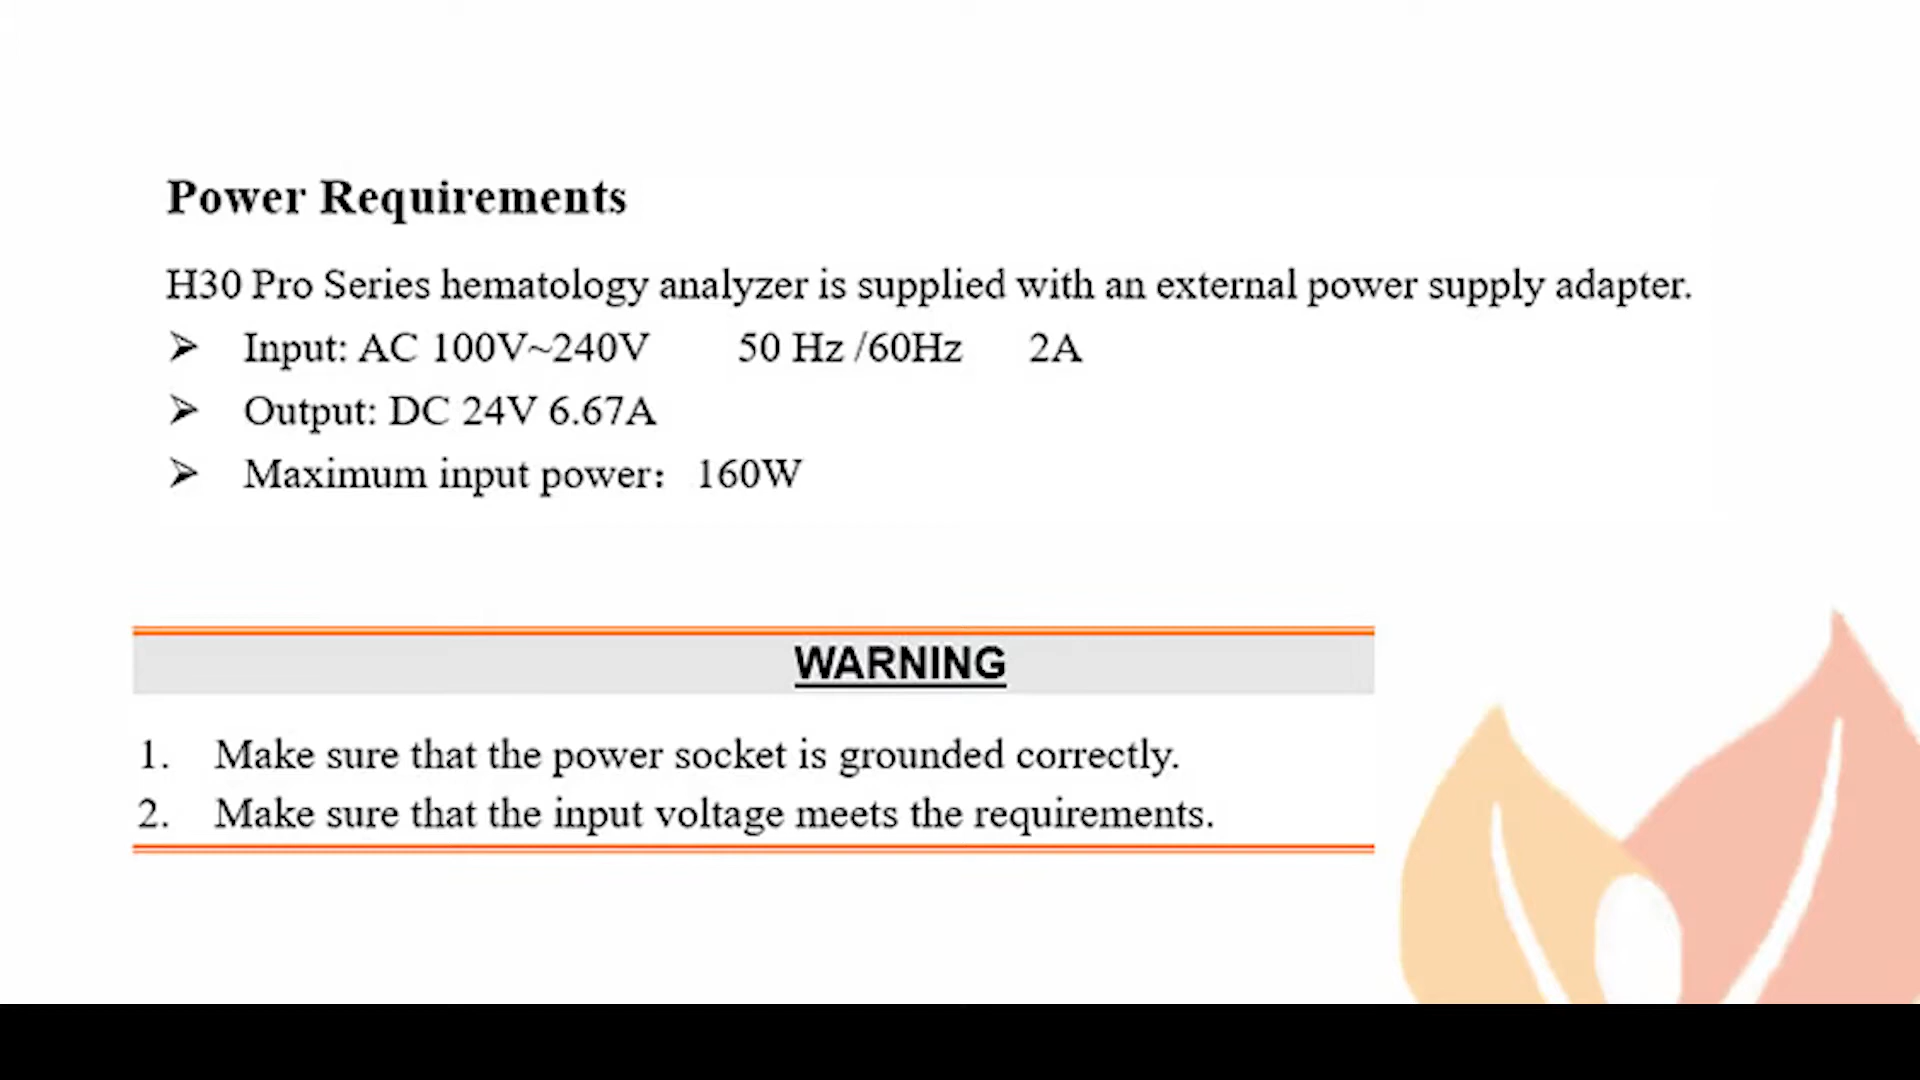 Power Requirements
H30 Pro Series hematology analyzer is supplied with an external power supply adapter.
➢ Input: AC 100V~240V 50 Hz /60Hz 2A
➢ Output: DC 24V 6.67A
➢ Maximum input power： 160W
WARNING
1. Make sure that the power socket is grounded correctly.
2. Make sure that the input voltage meets the requirements.